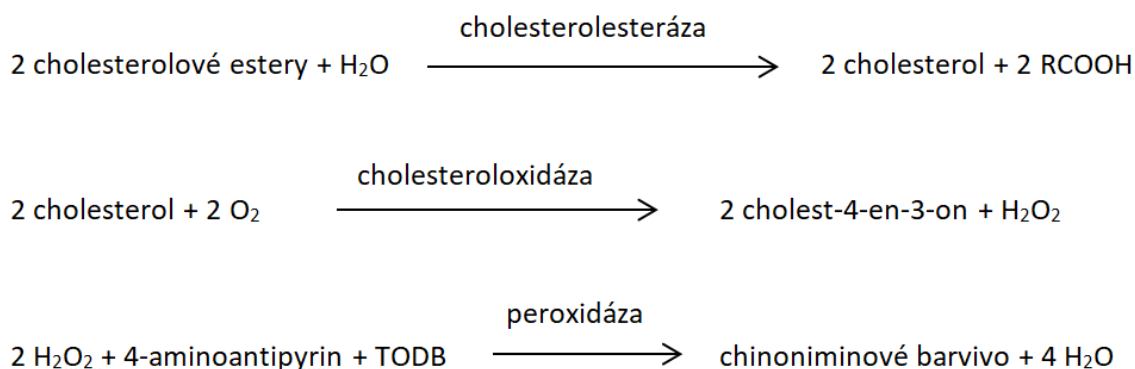 cholesterolesteráza
2 cholesterolové estery + H₂O 2 cholesterol + 2 RCOOH
cholesteroloxidáza
2 cholesterol + 2 O₂ 2 cholest-4-en-3-on + H₂O₂
peroxidáza
2 H₂O₂ + 4-aminoantipyrin + TODB chinoniminové barvivo + 4 H₂O